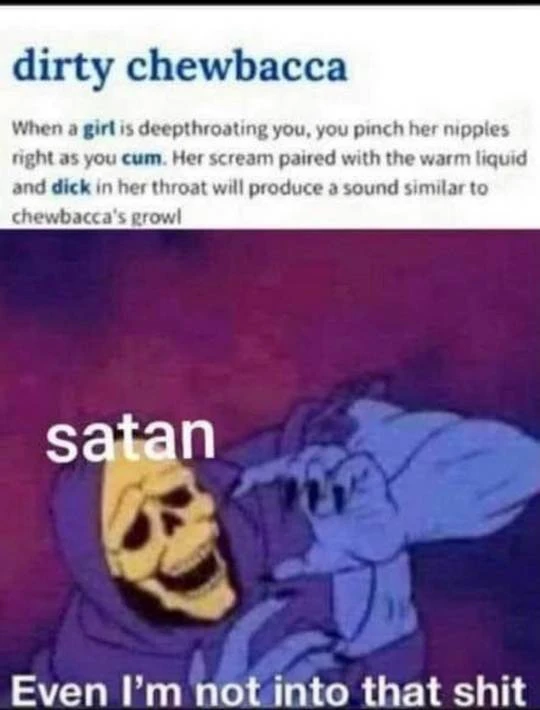 dirty chewbacca
When a girl is deepthroating you, you pinch her nipples
right as you cum. Her scream paired with the warm liquid
and dick in her throat will produce a sound similar to
chewbacca's growl
satan
Even I'm not into that shit